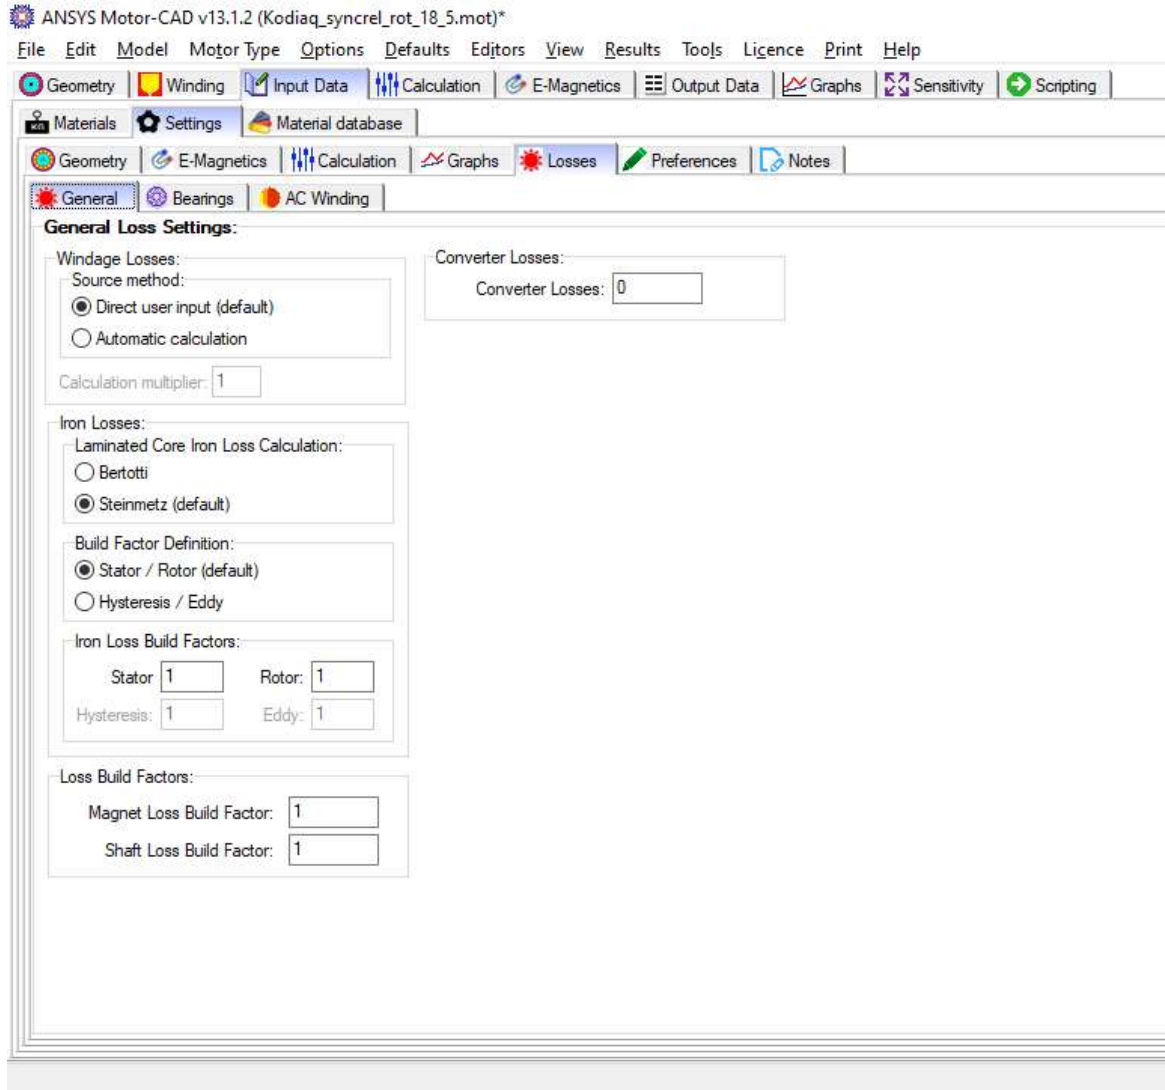 ANSYS Motor-CAD v13.1.2 (Kodiaq_syncrel_rot_18_5.mot)*
File Edit Model Motor Type Options Defaults Editors View Results Tools Licence Print Help
Geometry Winding Input Data Calculation E-Magnetics Output Data Graphs Sensitivity Scripting
Materials Settings Material database
Geometry E-Magnetics Calculation Graphs Losses Preferences Notes
General Bearings AC Winding
General Loss Settings:
Windage Losses:
Source method:
Direct user input (default)
Automatic calculation
Calculation multiplier: 1
Converter Losses:
Converter Losses: 0
Iron Losses:
Laminated Core Iron Loss Calculation:
Bertotti
Steinmetz (default)
Build Factor Definition:
Stator / Rotor (default)
Hysteresis / Eddy
Iron Loss Build Factors:
Stator 1 Rotor: 1
Hysteresis: 1 Eddy: 1
Loss Build Factors:
Magnet Loss Build Factor: 1
Shaft Loss Build Factor: 1